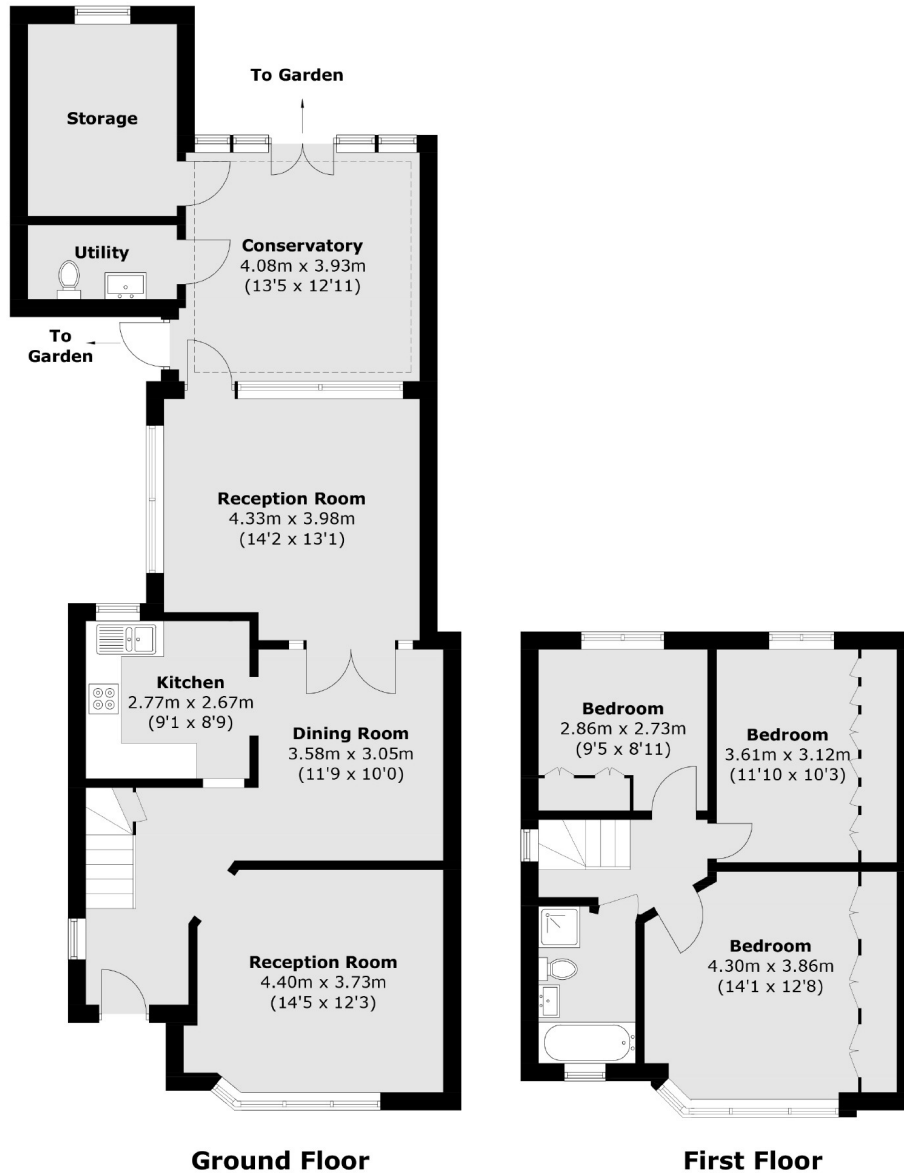 To Garden
Storage
Conservatory
4.08m x 3.93m
(13'5 x 12'11)
Utility
To
Garden
Reception Room
4.33m x 3.98m
(14'2 x 13'1)
Kitchen
2.77m x 2.67m
(9'1 x 8'9)
Dining Room
3.58m x 3.05m
(11'9 x 10'0)
Reception Room
4.40m x 3.73m
(14'5 x 12'3)
Ground Floor
Bedroom
2.86m x 2.73m
(9'5 x 8'11)
Bedroom
3.61m x 3.12m
(11'10 x 10'3)
Bedroom
4.30m x 3.86m
(14'1 x 12'8)
First Floor